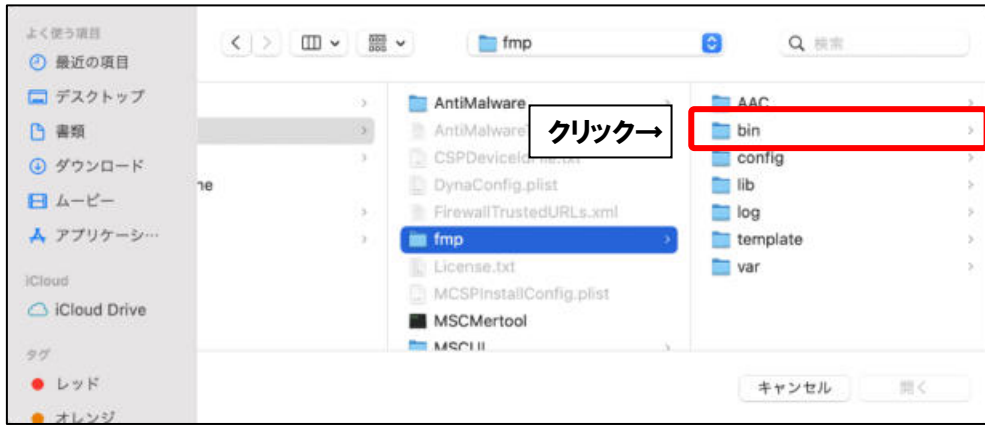 よく使う項目
最近の項目
デスクトップ
書類
ダウンロード
ムービー
アプリケーシ…
iCloud
iCloud Drive
タグ
レッド
オレンジ
fmp
検索
ne
AntiMalware
AntiMalware
CSPDeviceIdFile.txt
DynaConfig.plist
FirewallTrustedURLs.xml
fmp
License.txt
MCSPInstallConfig.plist
MSCMertool
MSCUI
クリック→
AAC
bin
config
lib
log
template
var
キャンセル
開く